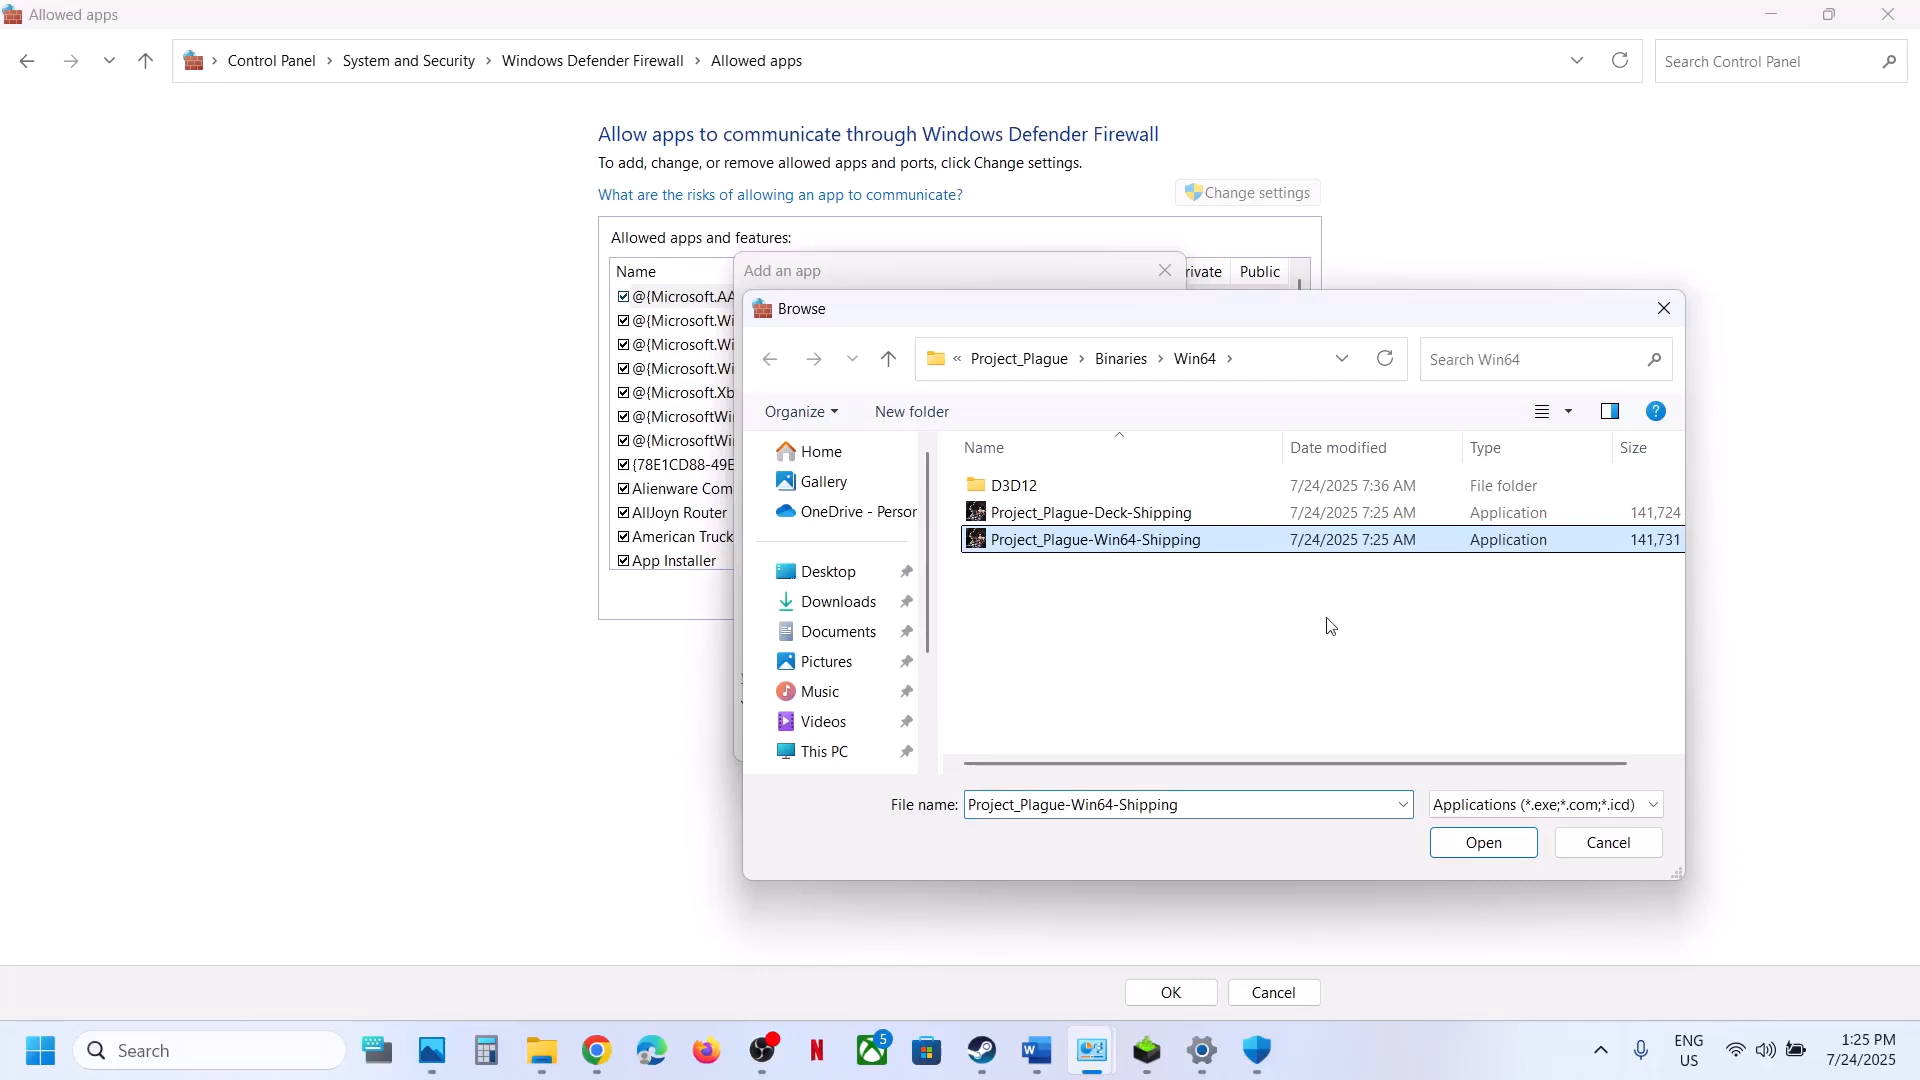 Allowed apps
Control Panel > System and Security > Windows Defender Firewall > Allowed apps
Search Control Panel
Allow apps to communicate through Windows Defender Firewall
To add, change, or remove allowed apps and ports, click Change settings.
What are the risks of allowing an app to communicate?
Change settings
Allowed apps and features:
Name
rivate
Public
@{Microsoft.AA
@{Microsoft.Wi
@{Microsoft.Wi
@{Microsoft.Wi
@{Microsoft.Xb
@{MicrosoftWi
@{MicrosoftWi
{78E1CD88-49E
Alienware Com
AllJoyn Router
American Truck
App Installer
Add an app
Browse
« Project_Plague > Binaries > Win64 >
Search Win64
Organize
New folder
Home
Gallery
OneDrive - Person
Desktop
Downloads
Documents
Pictures
Music
Videos
This PC
Name Date modified Type Size
D3D12 7/24/2025 7:36 AM File folder
Project_Plague-Deck-Shipping 7/24/2025 7:25 AM Application 141,724
Project_Plague-Win64-Shipping 7/24/2025 7:25 AM Application 141,731
File name: Project_Plague-Win64-Shipping
Applications (*.exe;*.com;*.icd)
Open
Cancel
OK
Cancel
Search
5
ENG
US
1:25 PM
7/24/2025